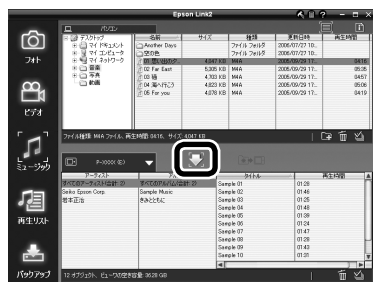 Epson Link2
パソコン
デスクトップ
マイ ドキュメント
マイ コンピュータ
マイ ネットワーク
音楽
写真
動画
名前 サイズ 種類 更新日時 再生時間
Another Days ファイル フォルダ 2006/07/27 10...
空の色 ファイル フォルダ 2006/07/27 10...
01 思い出のク... 4,047 KB M4A 2006/09/29 17... 04:16
02 Far East 5,305 KB M4A 2006/09/29 17... 05:35
03 絹 4,703 KB M4A 2006/09/29 17... 04:57
04 海へ行こう 4,823 KB M4A 2006/09/29 17... 05:06
05 For you 4,078 KB M4A 2006/09/29 17... 04:19
ファイル種類: M4A ファイル, 再生時間: 04:16, サイズ: 4,047 KB
フォト
ビデオ
ミュージック
再生リスト
バックアップ
P-XXXX (E:)
アーティスト
すべてのアーティスト(合計: 2)
Seiko Epson Corp
岩本正治
すべてのアルバム(合計: 2)
Sample Music
きみとともに
タイトル 再生時間
Sample 01 01:28
Sample 02 01:48
Sample 03 01:25
Sample 04 01:48
Sample 05 01:39
Sample 06 01:24
Sample 07 01:47
Sample 08 01:29
Sample 09 01:43
Sample 10 01:31
12 オブジェクト, ビューワの空き容量: 36.28 GB